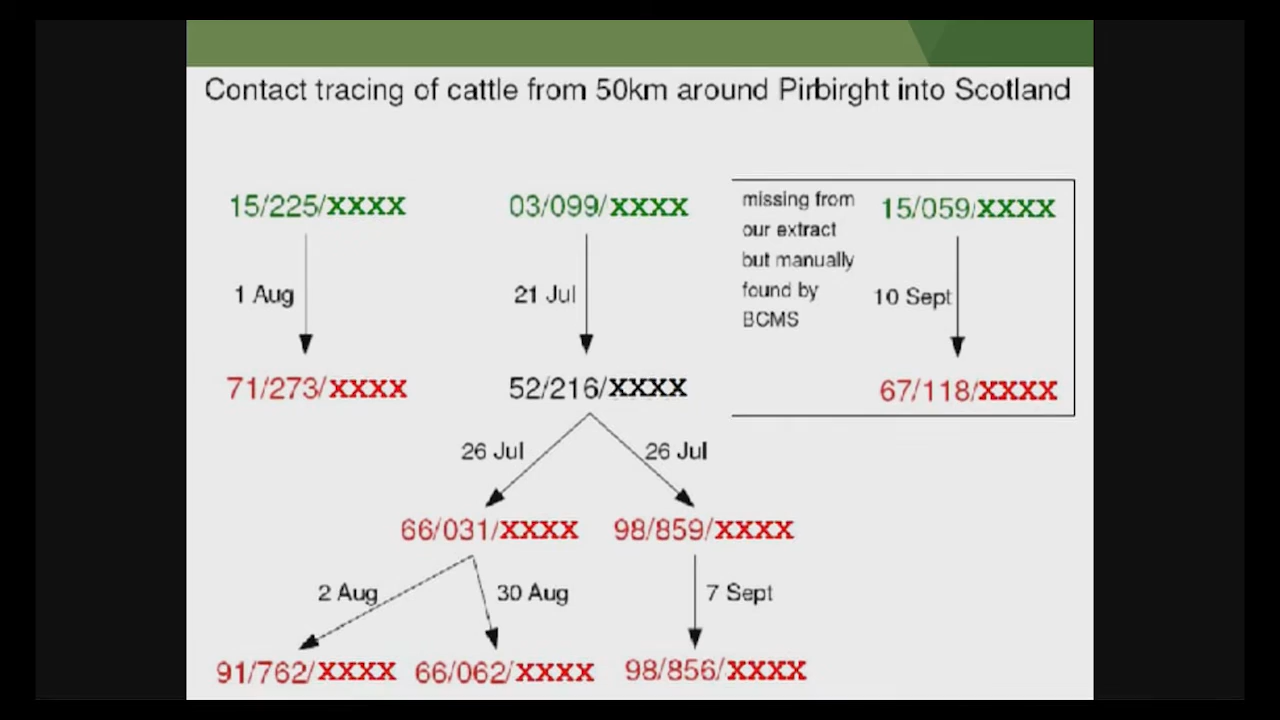 Contact tracing of cattle from 50km around Pirbirght into Scotland
15/225/XXXX
03/099/XXXX
missing from
our extract
but manually
found by
BCMS
15/059/XXXX
1 Aug
21 Jul
10 Sept
71/273/XXXX
52/216/XXXX
67/118/XXXX
26 Jul
26 Jul
66/031/XXXX
98/859/XXXX
2 Aug
30 Aug
7 Sept
91/762/XXXX
66/062/XXXX
98/856/XXXX